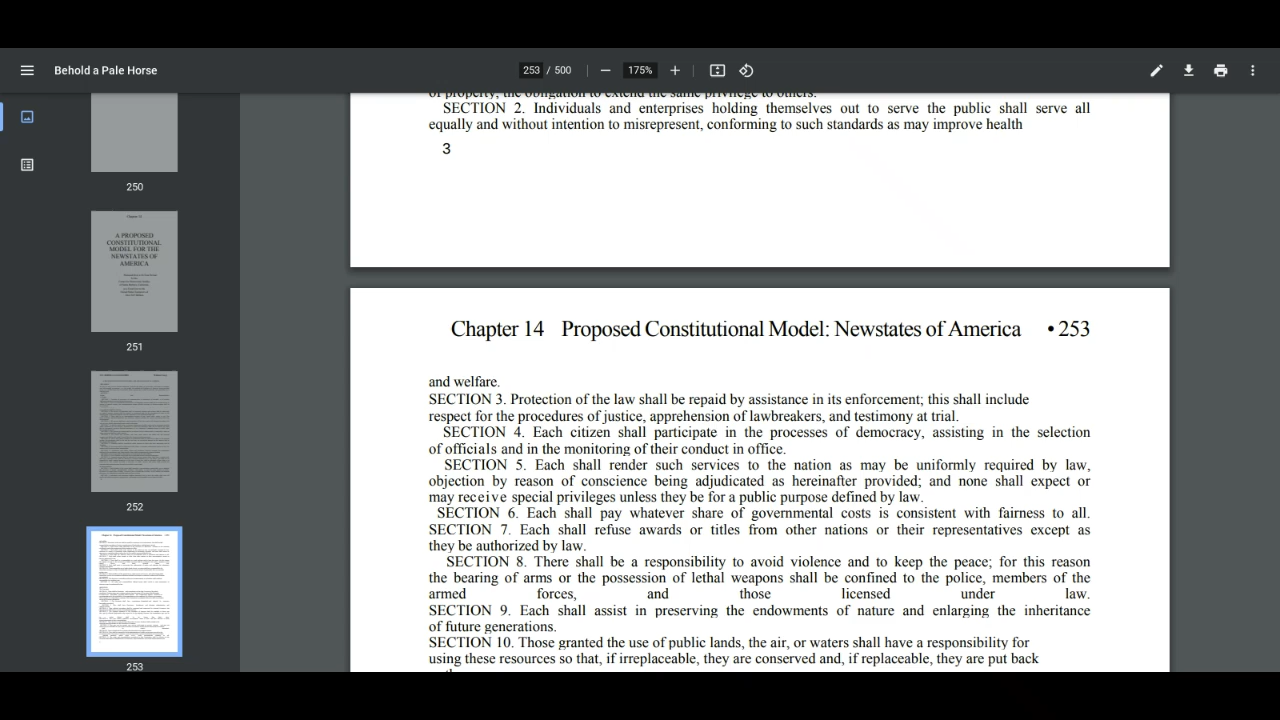 Behold a Pale Horse
253 / 500
175%
of property, the obligation to extend the same privilege to others.
SECTION 2. Individuals and enterprises holding themselves out to serve the public shall serve all
equally and without intention to misrepresent, conforming to such standards as may improve health
3
250
Chapter 14
A PROPOSED
CONSTITUTIONAL
MODEL FOR THE
NEWSTATES OF
AMERICA
251
252
253
Chapter 14 Proposed Constitutional Model: Newstates of America • 253
and welfare.
SECTION 3. Protection of the law shall be repaid by assistance in its enforcement; this shall include
respect for the procedures of justice, apprehension of lawbreakers, and testimony at trial.
SECTION 4. Each citizen shall participate in the processes of democracy, assisting in the selection
of officials and in the monitoring of their conduct in office.
SECTION 5. Each shall render such services to the nation as may be uniformly required by law,
objection by reason of conscience being adjudicated as hereinafter provided; and none shall expect or
may receive special privileges unless they be for a public purpose defined by law.
SECTION 6. Each shall pay whatever share of governmental costs is consistent with fairness to all.
SECTION 7. Each shall refuse awards or titles from other nations or their representatives except as
they be authorized by law.
SECTION 8. There shall be a responsibility to avoid violence and to keep the peace; for this reason
the bearing of arms or the possession of lethal weapons shall be confined to the police, members of the
armed forces, and those licensed under law.
SECTION 9. Each shall assist in preserving the endowments of nature and enlarging the inheritance
of future generations.
SECTION 10. Those granted the use of public lands, the air, or waters shall have a responsibility for
using these resources so that, if irreplaceable, they are conserved and, if replaceable, they are put back